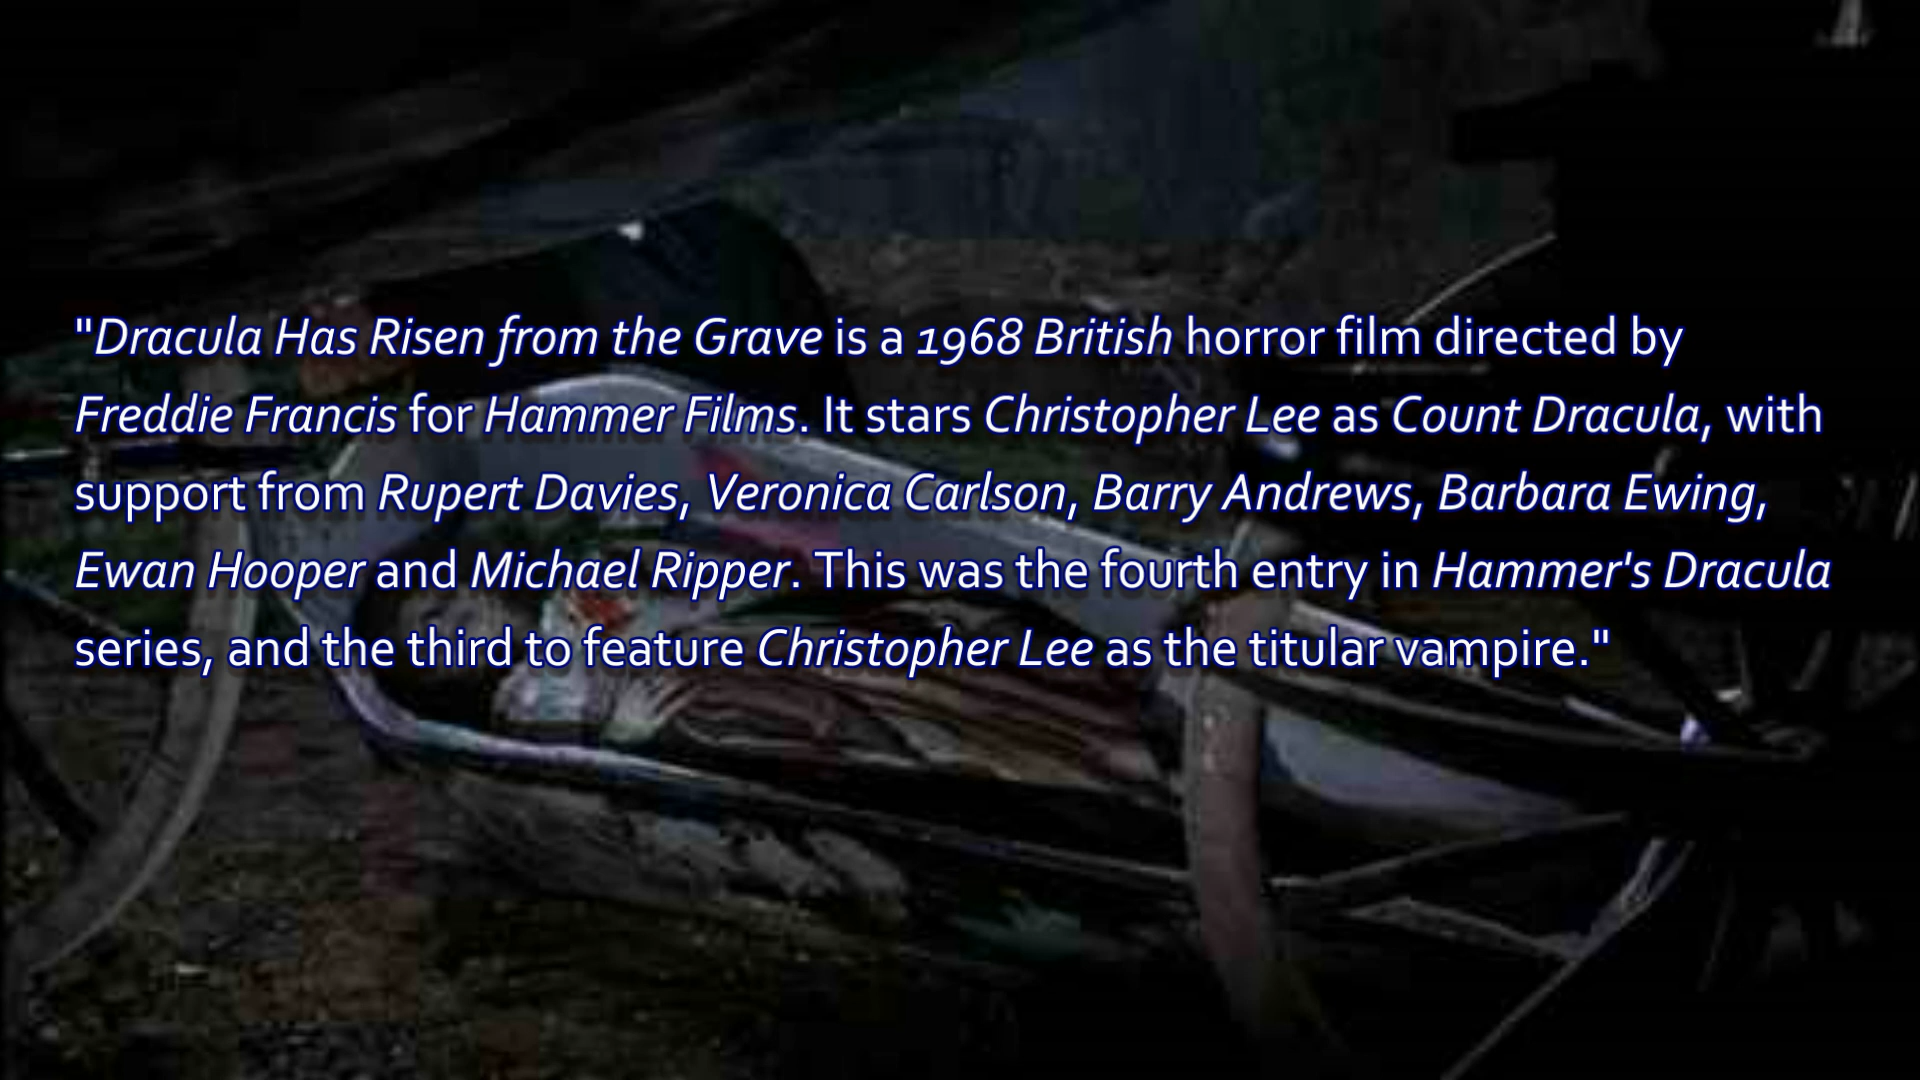 "Dracula Has Risen from the Grave is a 1968 British horror film directed by
Freddie Francis for Hammer Films. It stars Christopher Lee as Count Dracula, with
support from Rupert Davies, Veronica Carlson, Barry Andrews, Barbara Ewing,
Ewan Hooper and Michael Ripper. This was the fourth entry in Hammer's Dracula
series, and the third to feature Christopher Lee as the titular vampire."